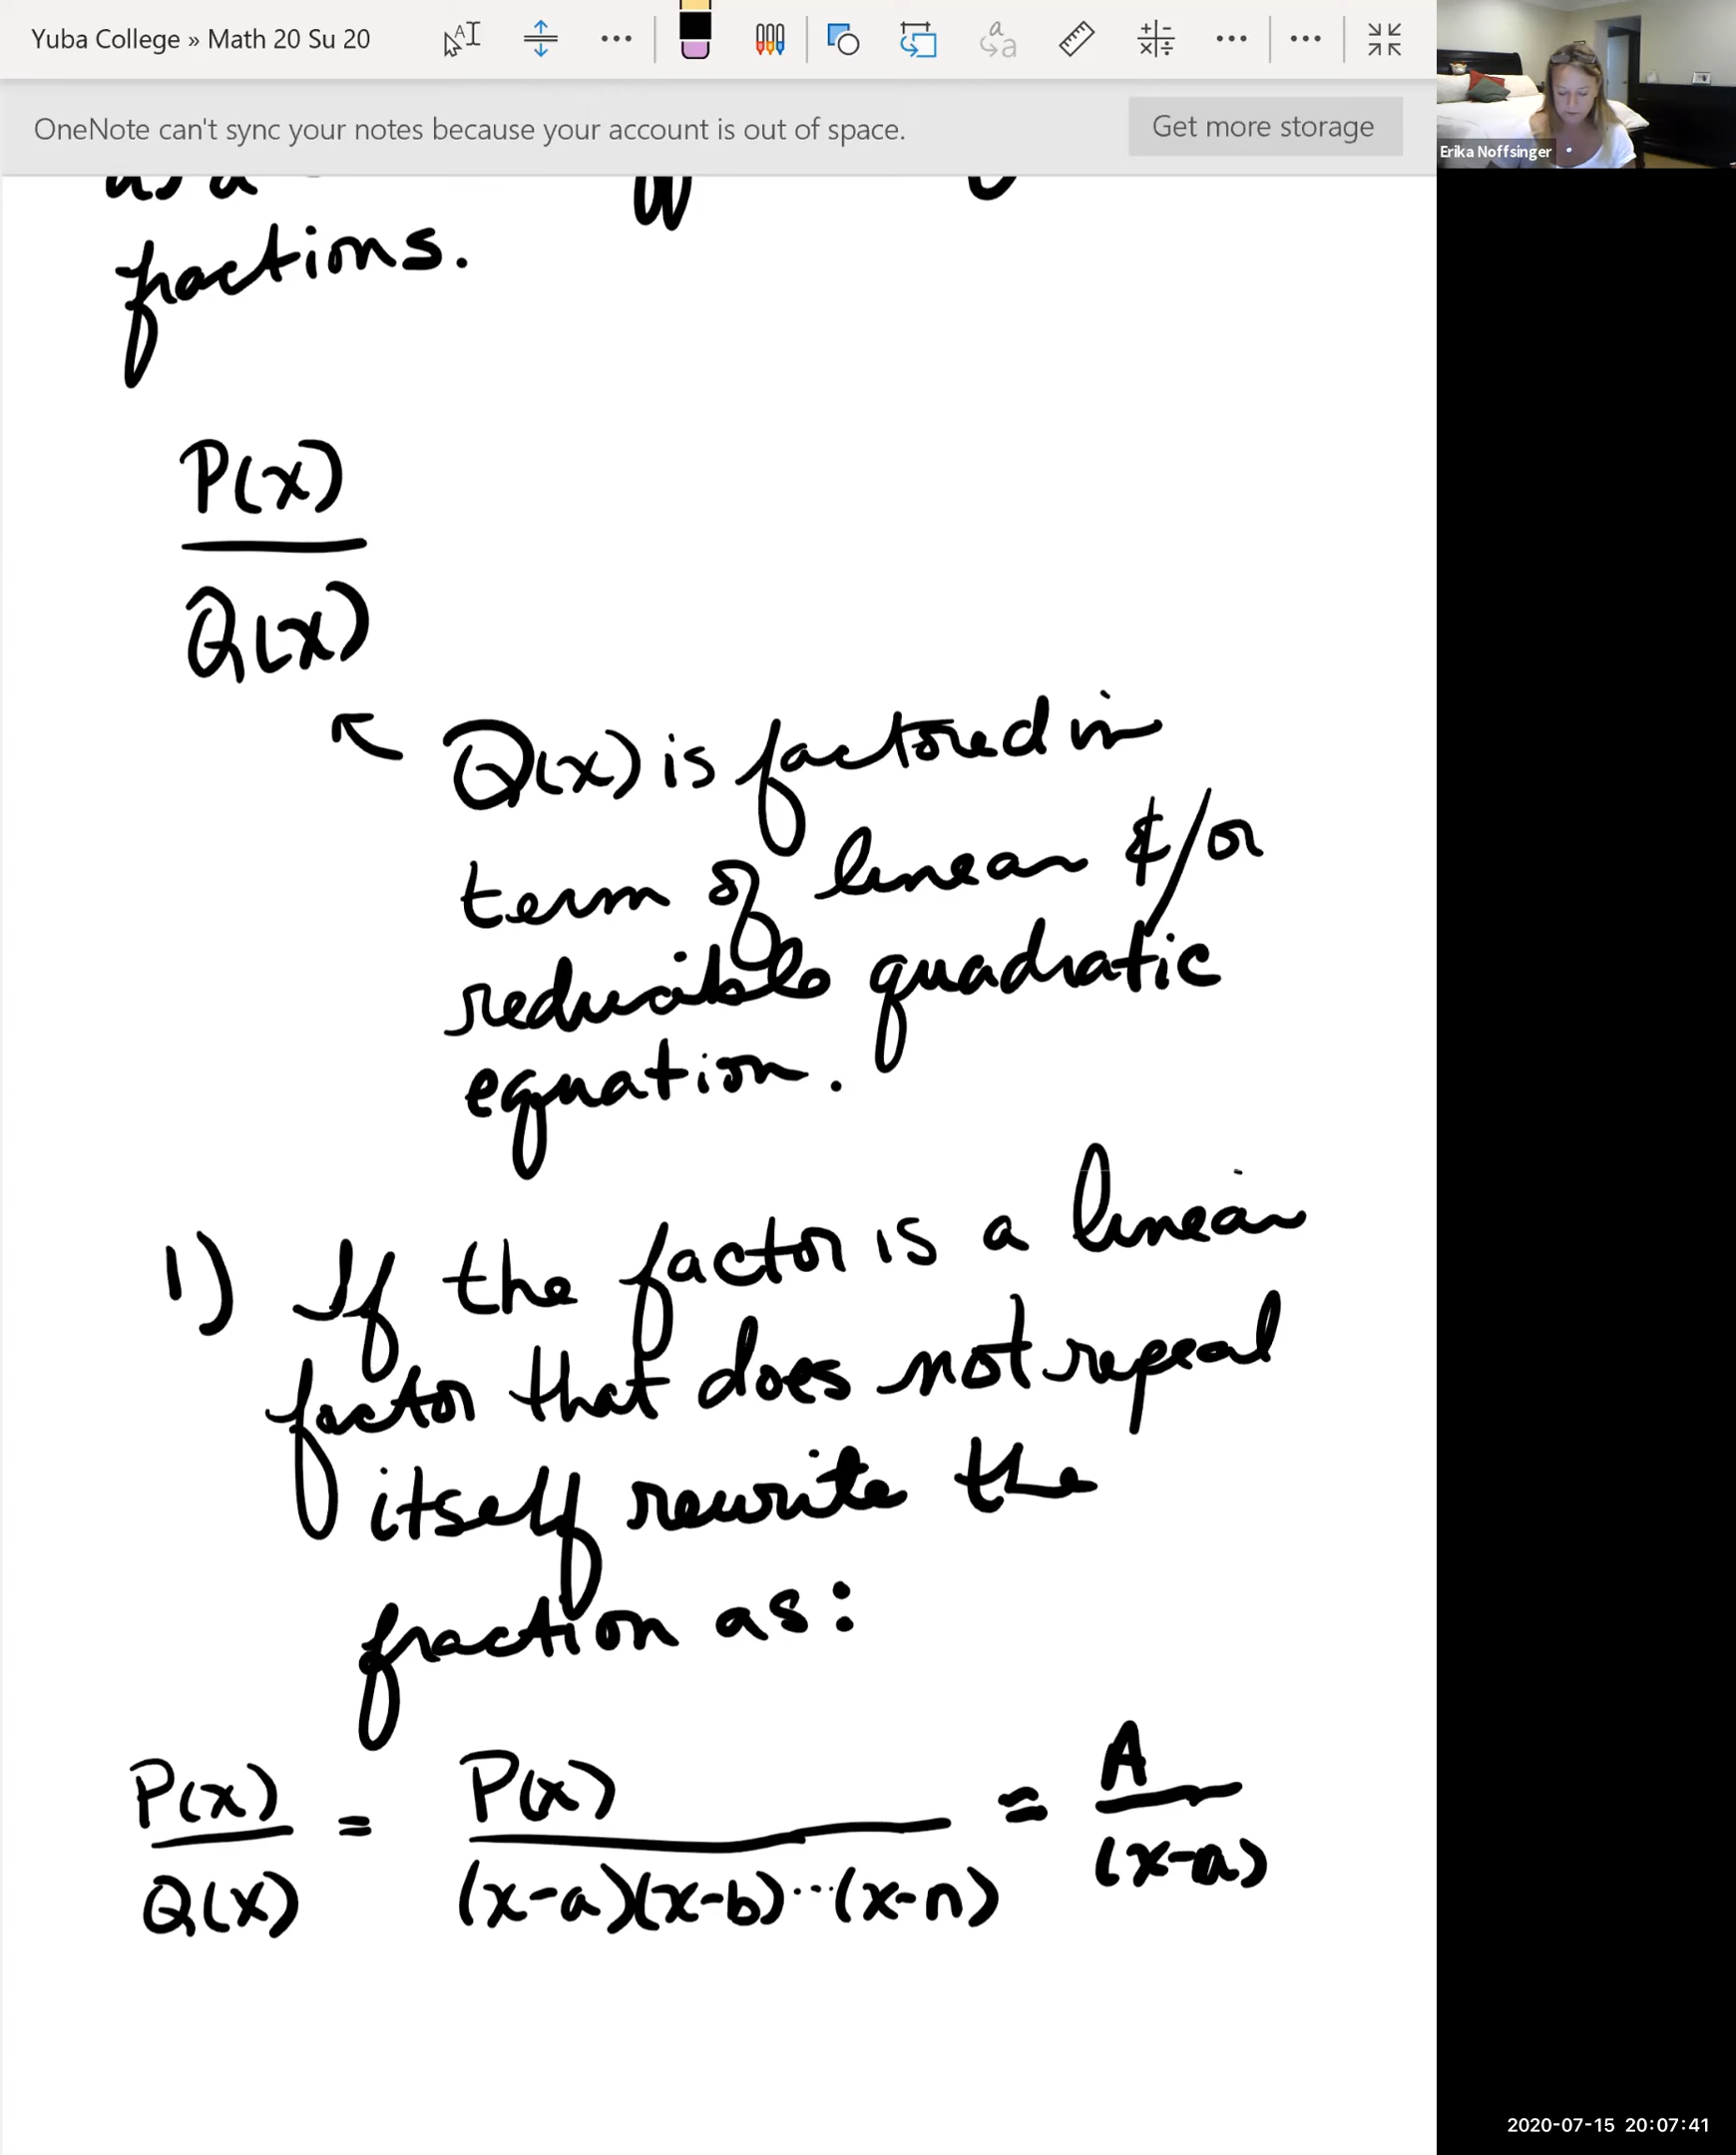 Yuba College » Math 20 Su 20
OneNote can't sync your notes because your account is out of space.
Get more storage
Erika Noffsinger
as a
fractions.
P(x)
Q(x)
Q(x) is factored in
term of linear &/or
reducible quadratic
equation.
1) If the factor is a linear
factor that does not repeal
itself rewrite the
fraction as:
P(x)/Q(x) = P(x)/(x-a)(x-b)...(x-n) = A/(x-a)
2020-07-15 20:07:41